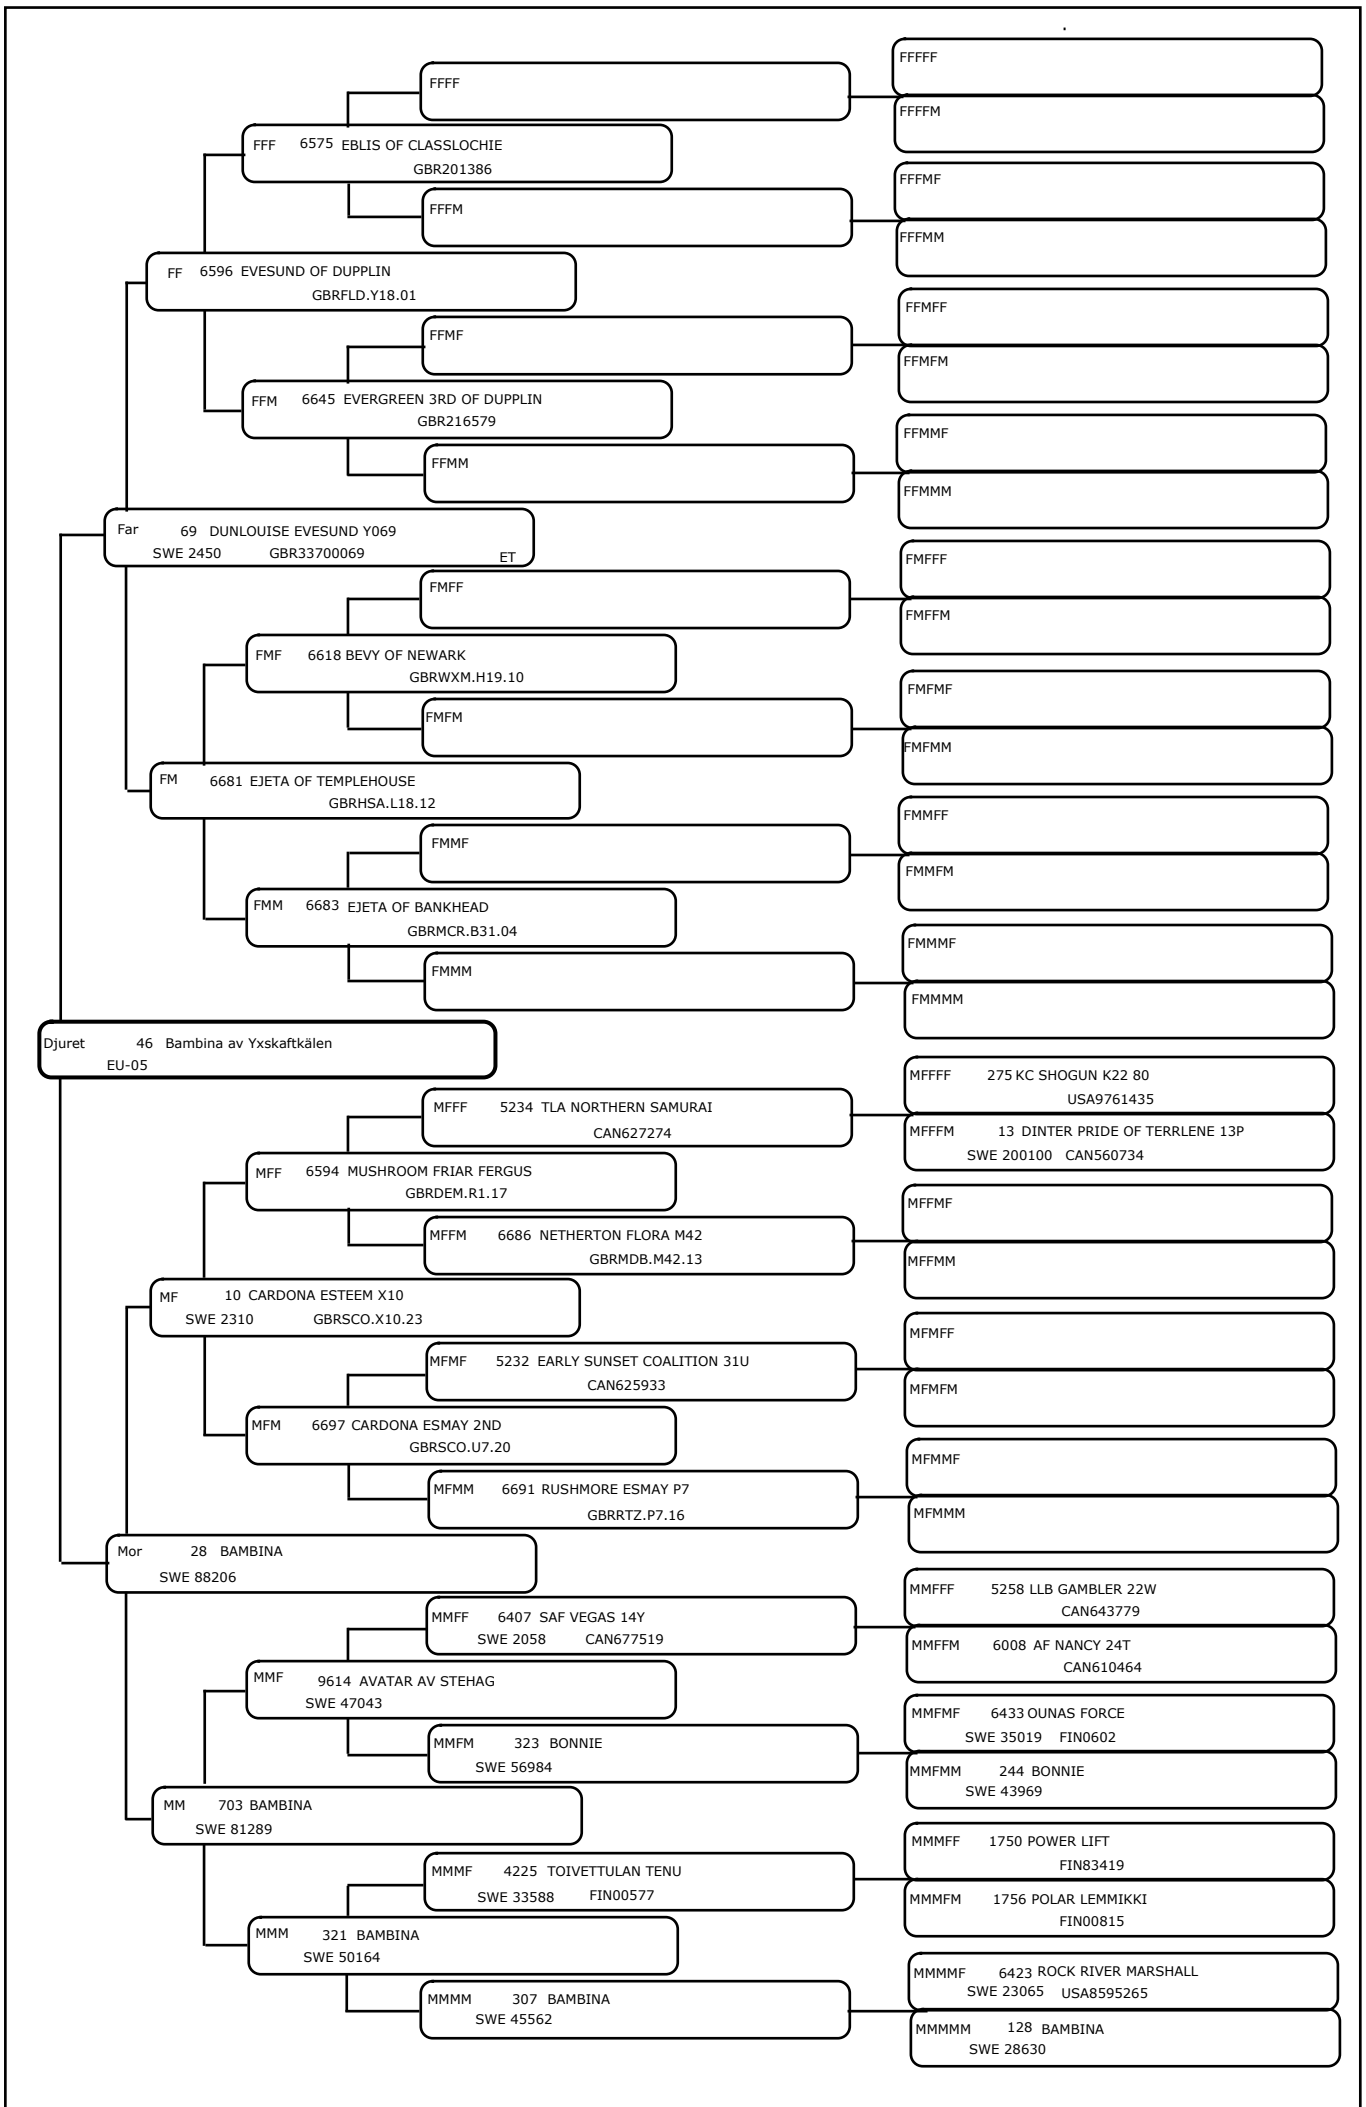 FFFFF
FFFF
FFFFM
FFF 6575 EBLIS OF CLASSLOCHIE
GBR201386
FFFMF
FFFM
FFFMM
FF 6596 EVESUND OF DUPPLIN
GBRFLD.Y18.01
FFMFF
FFMF
FFMFM
FFM 6645 EVERGREEN 3RD OF DUPPLIN
GBR216579
FFMMF
FFMM
FFMMM
Far 69 DUNLOUISE EVESUND Y069
SWE 2450 GBR33700069 ET
FMFFF
FMFF
FMFFM
FMF 6618 BEVY OF NEWARK
GBRWXM.H19.10
FMFMF
FMFM
FMFMM
FM 6681 EJETA OF TEMPLEHOUSE
GBRHSA.L18.12
FMMFF
FMMF
FMMFM
FMM 6683 EJETA OF BANKHEAD
GBRMCR.B31.04
FMMMF
FMMM
FMMMM
Djuret 46 Bambina av Yxskaftkälen
EU-05
MFFFF 275 KC SHOGUN K22 80
USA9761435
MFFF 5234 TLA NORTHERN SAMURAI
CAN627274
MFFFM 13 DINTER PRIDE OF TERRLENE 13P
SWE 200100 CAN560734
MFF 6594 MUSHROOM FRIAR FERGUS
GBRDEM.R1.17
MFFMF
MFFM 6686 NETHERTON FLORA M42
GBRMDB.M42.13
MFFMM
MF 10 CARDONA ESTEEM X10
SWE 2310 GBRSCO.X10.23
MFMFF
MFMF 5232 EARLY SUNSET COALITION 31U
CAN625933
MFMFM
MFM 6697 CARDONA ESMAY 2ND
GBRSCO.U7.20
MFMMF
MFMM 6691 RUSHMORE ESMAY P7
GBRRTZ.P7.16
MFMMM
Mor 28 BAMBINA
SWE 88206
MMFFF 5258 LLB GAMBLER 22W
CAN643779
MMFF 6407 SAF VEGAS 14Y
SWE 2058 CAN677519
MMFFM 6008 AF NANCY 24T
CAN610464
MMF 9614 AVATAR AV STEHAG
SWE 47043
MMFMF 6433 OUNAS FORCE
SWE 35019 FIN0602
MMFM 323 BONNIE
SWE 56984
MMFMM 244 BONNIE
SWE 43969
MM 703 BAMBINA
SWE 81289
MMMFF 1750 POWER LIFT
FIN83419
MMMF 4225 TOIVETTULAN TENU
SWE 33588 FIN00577
MMMFM 1756 POLAR LEMMIKKI
FIN00815
MMM 321 BAMBINA
SWE 50164
MMMMF 6423 ROCK RIVER MARSHALL
SWE 23065 USA8595265
MMMM 307 BAMBINA
SWE 45562
MMMMM 128 BAMBINA
SWE 28630